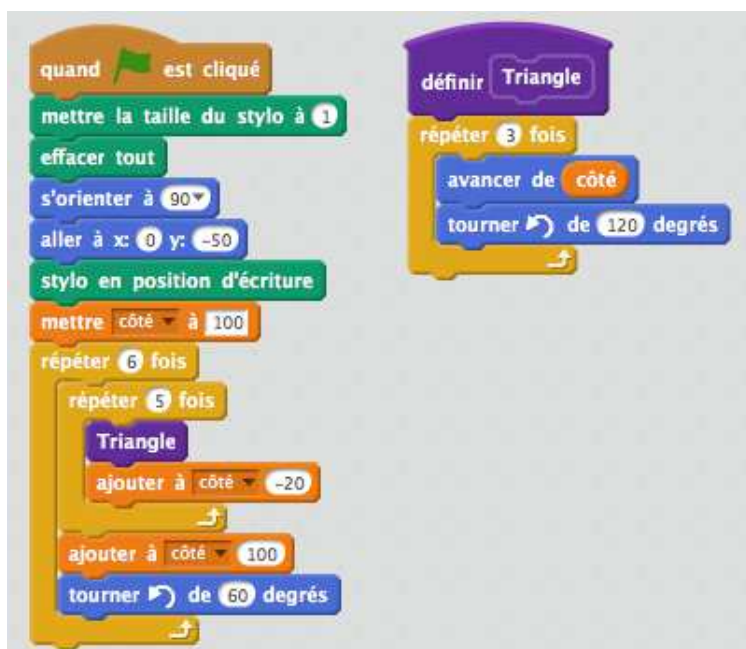 quand est cliqué
mettre la taille du stylo à 1
effacer tout
s'orienter à 90
aller à x: 0 y: -50
stylo en position d'écriture
mettre côté à 100
répéter 6 fois
répéter 5 fois
Triangle
ajouter à côté -20
ajouter à côté 100
tourner de 60 degrés
définir Triangle
répéter 3 fois
avancer de côté
tourner de 120 degrés